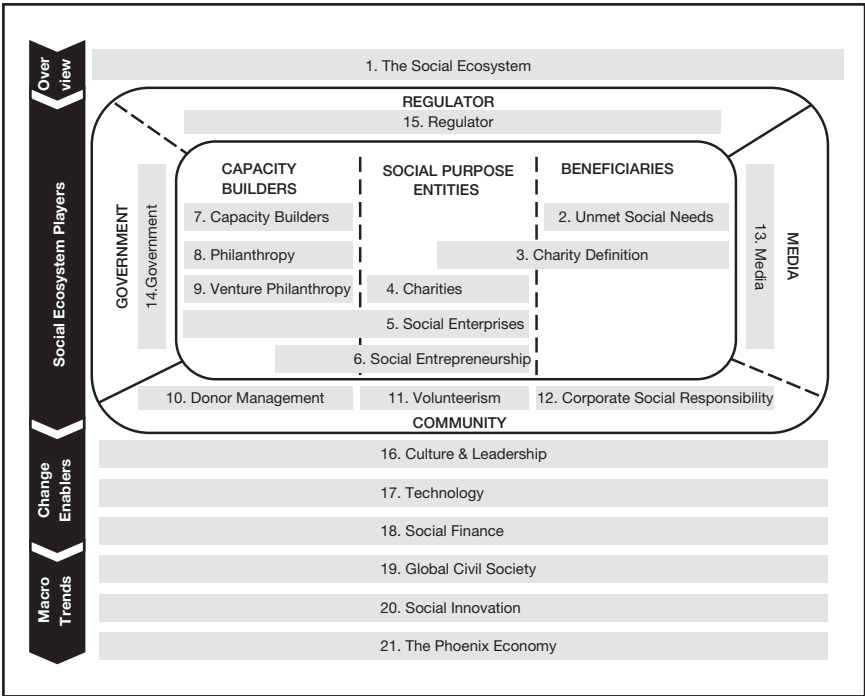 Over
view
1. The Social Ecosystem
Social Ecosystem Players
REGULATOR
15. Regulator
GOVERNMENT
14.Government
CAPACITY
BUILDERS
SOCIAL PURPOSE
ENTITIES
BENEFICIARIES
7. Capacity Builders
2. Unmet Social Needs
8. Philanthropy
3. Charity Definition
9. Venture Philanthropy
4. Charities
5. Social Enterprises
6. Social Entrepreneurship
13. Media
MEDIA
10. Donor Management
11. Volunteerism
12. Corporate Social Responsibility
COMMUNITY
Change
Enablers
16. Culture & Leadership
17. Technology
18. Social Finance
Macro
Trends
19. Global Civil Society
20. Social Innovation
21. The Phoenix Economy